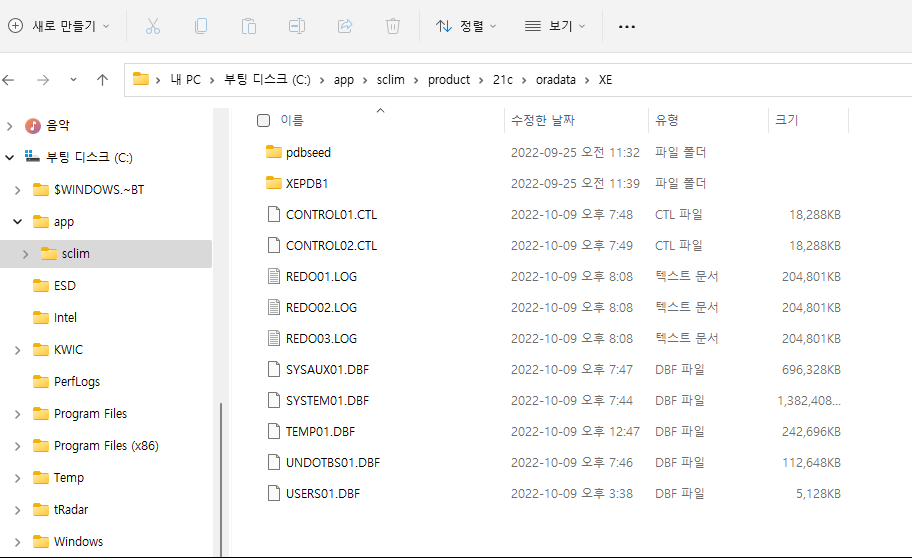 새로 만들기 정렬 보기 ...
내 PC > 부팅 디스크 (C:) > app > sclim > product > 21c > oradata > XE
음악
부팅 디스크 (C:)
$WINDOWS.~BT
app
sclim
ESD
Intel
KWIC
PerfLogs
Program Files
Program Files (x86)
Temp
tRadar
Windows
이름 수정한 날짜 유형 크기
pdbseed 2022-09-25 오전 11:32 파일 폴더
XEPDB1 2022-09-25 오전 11:39 파일 폴더
CONTROL01.CTL 2022-10-09 오후 7:48 CTL 파일 18,288KB
CONTROL02.CTL 2022-10-09 오후 7:49 CTL 파일 18,288KB
REDO01.LOG 2022-10-09 오후 8:08 텍스트 문서 204,801KB
REDO02.LOG 2022-10-09 오후 8:08 텍스트 문서 204,801KB
REDO03.LOG 2022-10-09 오후 8:08 텍스트 문서 204,801KB
SYSAUX01.DBF 2022-10-09 오후 7:47 DBF 파일 696,328KB
SYSTEM01.DBF 2022-10-09 오후 7:44 DBF 파일 1,382,408...
TEMP01.DBF 2022-10-09 오후 12:47 DBF 파일 242,696KB
UNDOTBS01.DBF 2022-10-09 오후 7:46 DBF 파일 112,648KB
USERS01.DBF 2022-10-09 오후 3:38 DBF 파일 5,128KB